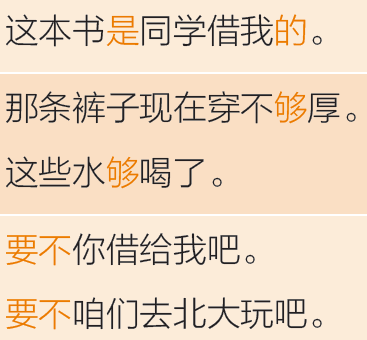 这本书是同学借我的。
那条裤子现在穿不够厚。
这些水够喝了。
要不你借给我吧。
要不咱们去北大玩吧。